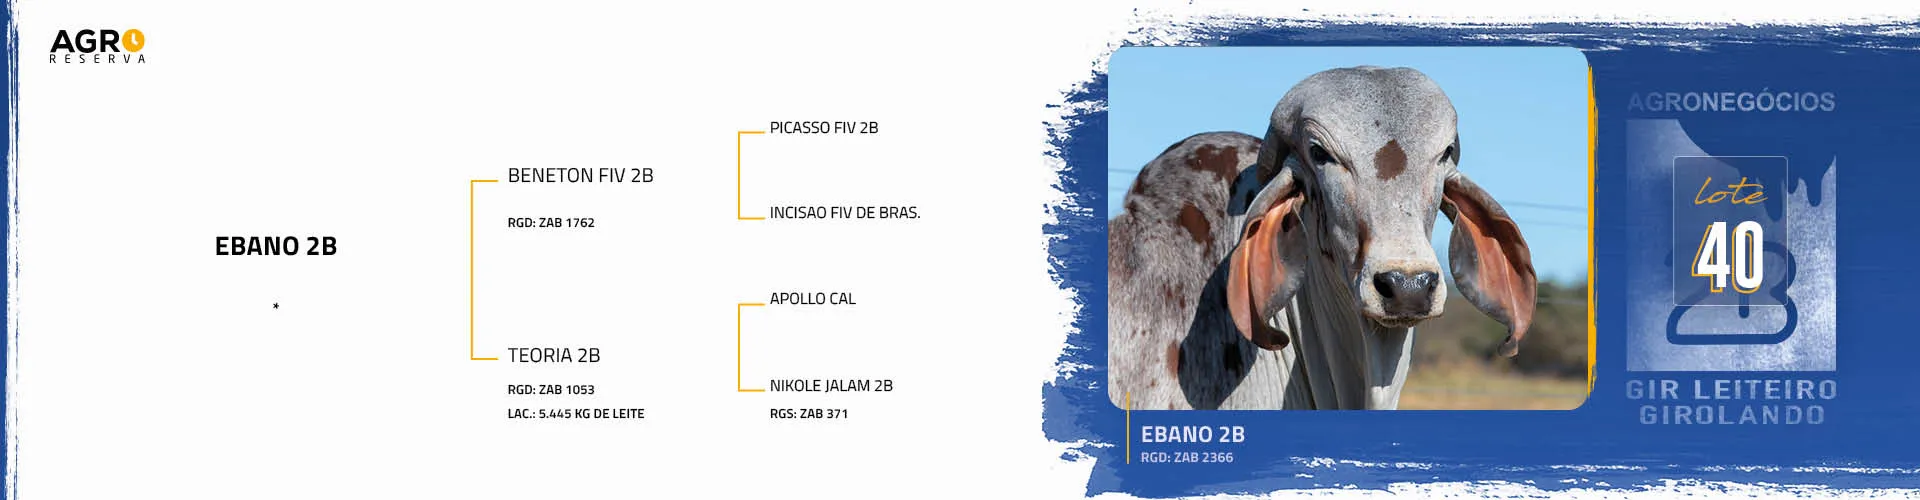 AGRO
RESERVA
EBANO 2B
*
BENETON FIV 2B
RGD: ZAB 1762
TEORIA 2B
RGD: ZAB 1053
LAC.: 5.445 KG DE LEITE
PICASSO FIV 2B
INCISAO FIV DE BRAS.
APOLLO CAL
NIKOLE JALAM 2B
RGS: ZAB 371
EBANO 2B
RGD: ZAB 2366
AGRONEGÓCIOS
lote
40
2B
GIR LEITEIRO
GIROLANDO